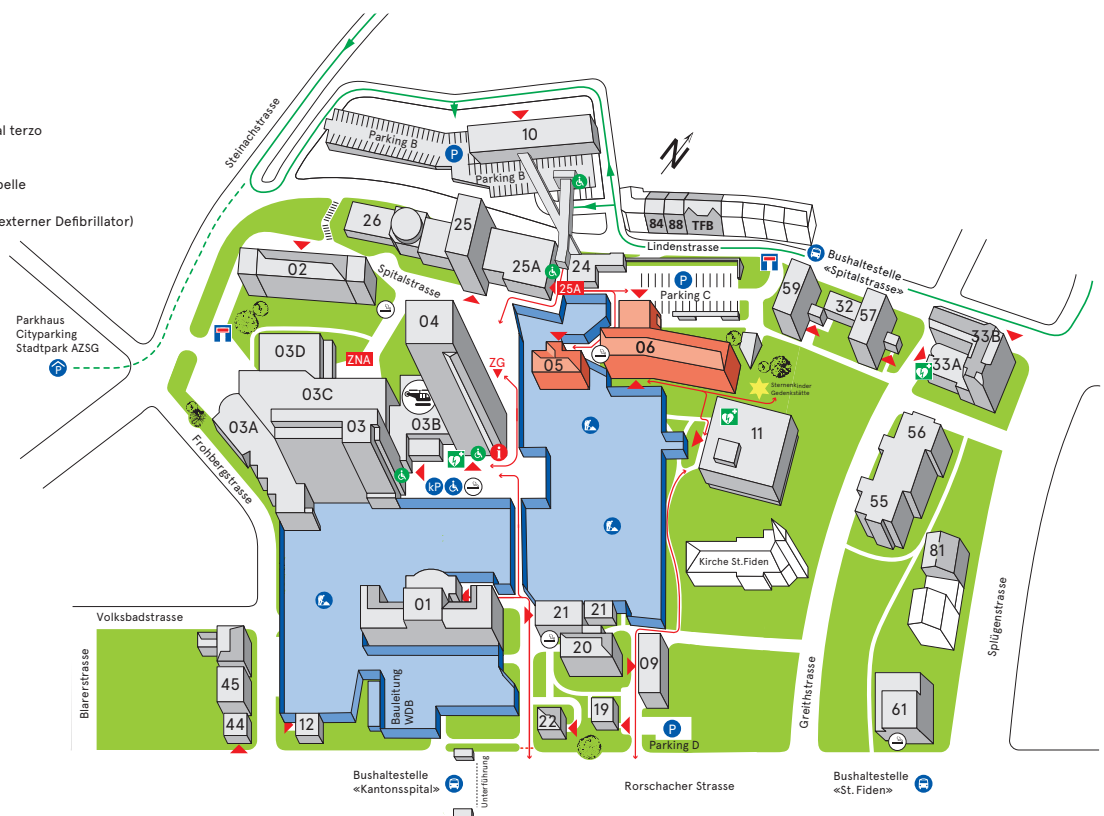 al terzo
elle
externer Defibrillator)
Steinachstrasse
Parking B
P
10
Parking B
N
84 88 TFB
Lindenstrasse
Bushaltestelle
«Spitalstrasse»
26
25
25A
24
25A
P
Parking C
02
Spitalstrasse
04
59
32
57
33B
33A
Parkhaus
Cityparking
Stadtpark AZSG
P
03D
ZNA
ZG
05
06
Sternenkinder
Gedenkstätte
03C
03A
03
03B
i
kP
11
56
55
Frohbergstrasse
Kirche St.Fiden
81
01
21
21
20
09
Volksbadstrasse
Blarerstrasse
45
44
12
Bauleitung
WDB
22
19
P
Parking D
Greithstrasse
Splügenstrasse
61
Bushaltestelle
«Kantonsspital»
Unterführung
Rorschacher Strasse
Bushaltestelle
«St. Fiden»